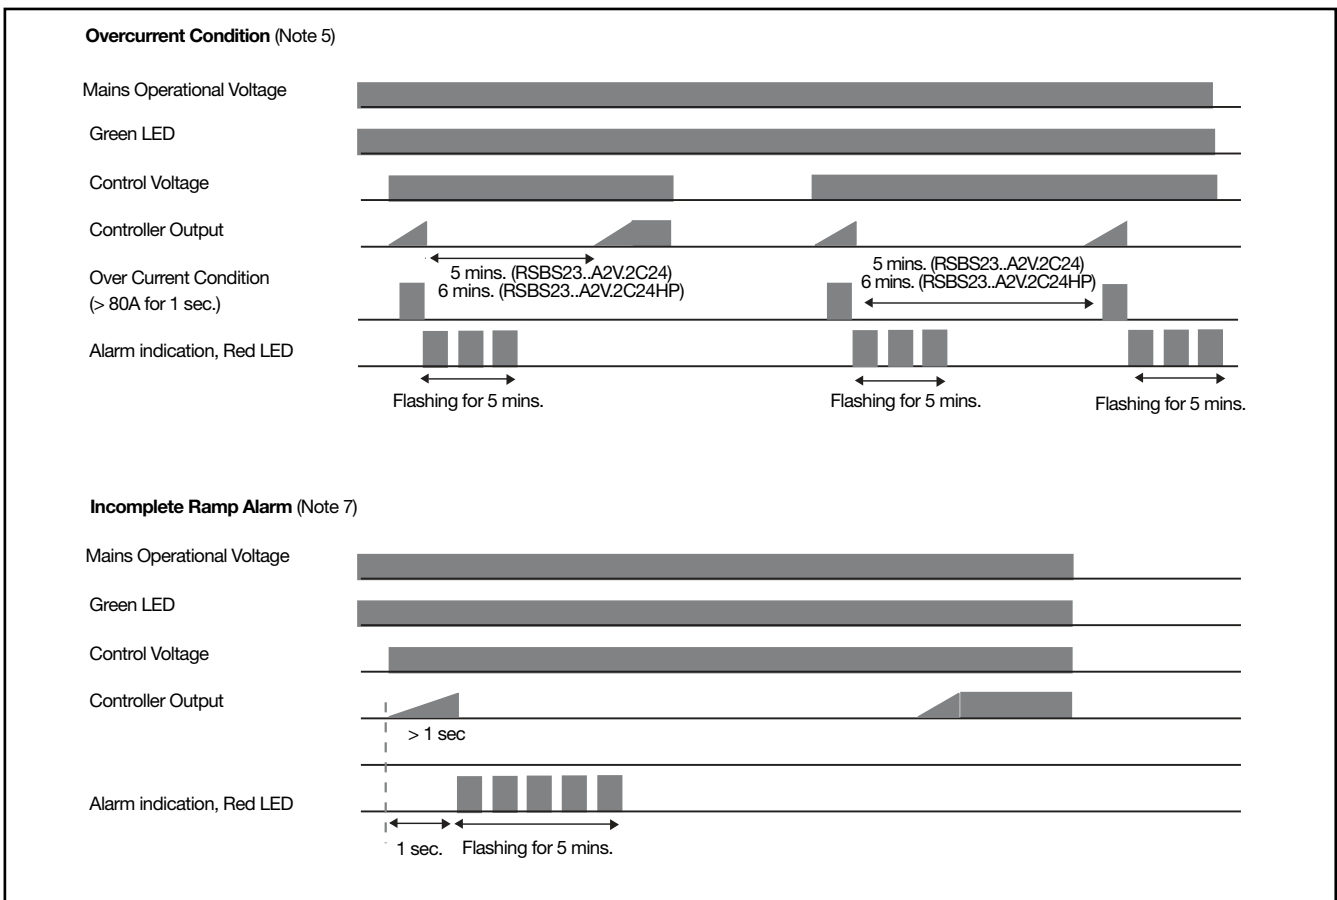 Overcurrent Condition (Note 5)
Mains Operational Voltage
Green LED
Control Voltage
Controller Output
5 mins. (RSBS23..A2V.2C24)
6 mins. (RSBS23..A2V.2C24HP)
5 mins. (RSBS23..A2V.2C24)
6 mins. (RSBS23..A2V.2C24HP)
Over Current Condition
(> 80A for 1 sec.)
Alarm indication, Red LED
Flashing for 5 mins.
Flashing for 5 mins.
Flashing for 5 mins.
Incomplete Ramp Alarm (Note 7)
Mains Operational Voltage
Green LED
Control Voltage
Controller Output
> 1 sec
Alarm indication, Red LED
1 sec.
Flashing for 5 mins.